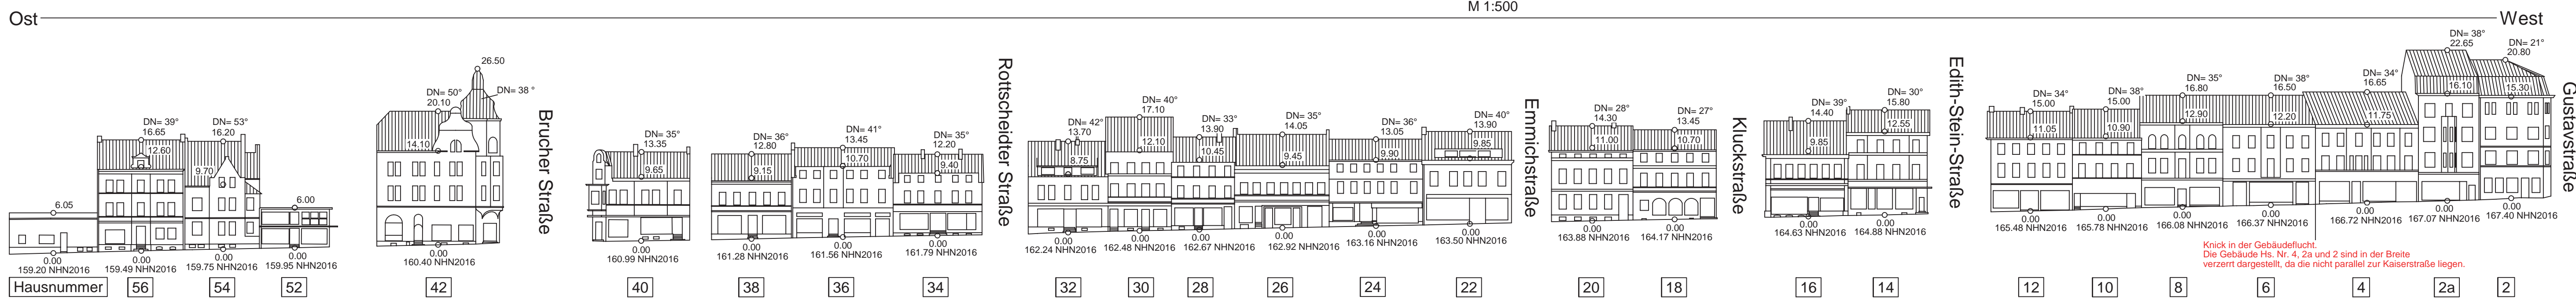 M 1:500
Ost
West
6.05
0.00
159.20 NHN2016
DN= 39°
16.65
12.60
0.00
159.49 NHN2016
DN= 53°
16.20
9.70
0.00
159.75 NHN2016
6.00
0.00
159.95 NHN2016
26.50
DN= 38 °
DN= 50°
20.10
14.10
0.00
160.40 NHN2016
Brucher Straße
DN= 35°
13.35
9.65
0.00
160.99 NHN2016
DN= 36°
12.80
9.15
0.00
161.28 NHN2016
DN= 41°
13.45
10.70
0.00
161.56 NHN2016
DN= 35°
12.20
9.40
0.00
161.79 NHN2016
Rottscheidter Straße
DN= 42°
13.70
8.75
0.00
162.24 NHN2016
DN= 40°
17.10
12.10
0.00
162.48 NHN2016
DN= 33°
13.90
10.45
0.00
162.67 NHN2016
DN= 35°
14.05
9.45
0.00
162.92 NHN2016
DN= 36°
13.05
9.90
0.00
163.16 NHN2016
DN= 40°
13.90
9.85
0.00
163.50 NHN2016
Emmichstraße
DN= 28°
14.30
11.00
0.00
163.88 NHN2016
DN= 27°
13.45
10.70
0.00
164.17 NHN2016
Kluckstraße
DN= 39°
14.40
9.85
0.00
164.63 NHN2016
DN= 30°
15.80
12.55
0.00
164.88 NHN2016
Edith-Stein-Straße
DN= 34°
15.00
11.05
0.00
165.48 NHN2016
DN= 38°
15.00
10.90
0.00
165.78 NHN2016
DN= 35°
16.80
12.90
0.00
166.08 NHN2016
DN= 38°
16.50
12.20
0.00
166.37 NHN2016
DN= 34°
16.65
11.75
0.00
166.72 NHN2016
DN= 38°
22.65
16.10
0.00
167.07 NHN2016
DN= 21°
20.80
15.30
0.00
167.40 NHN2016
Gustavstraße
Knick in der Gebäudeflucht.
Die Gebäude Hs. Nr. 4, 2a und 2 sind in der Breite
verzerrt dargestellt, da die nicht parallel zur Kaiserstraße liegen.
Hausnummer 56 54 52 42 40 38 36 34 32 30 28 26 24 22 20 18 16 14 12 10 8 6 4 2a 2